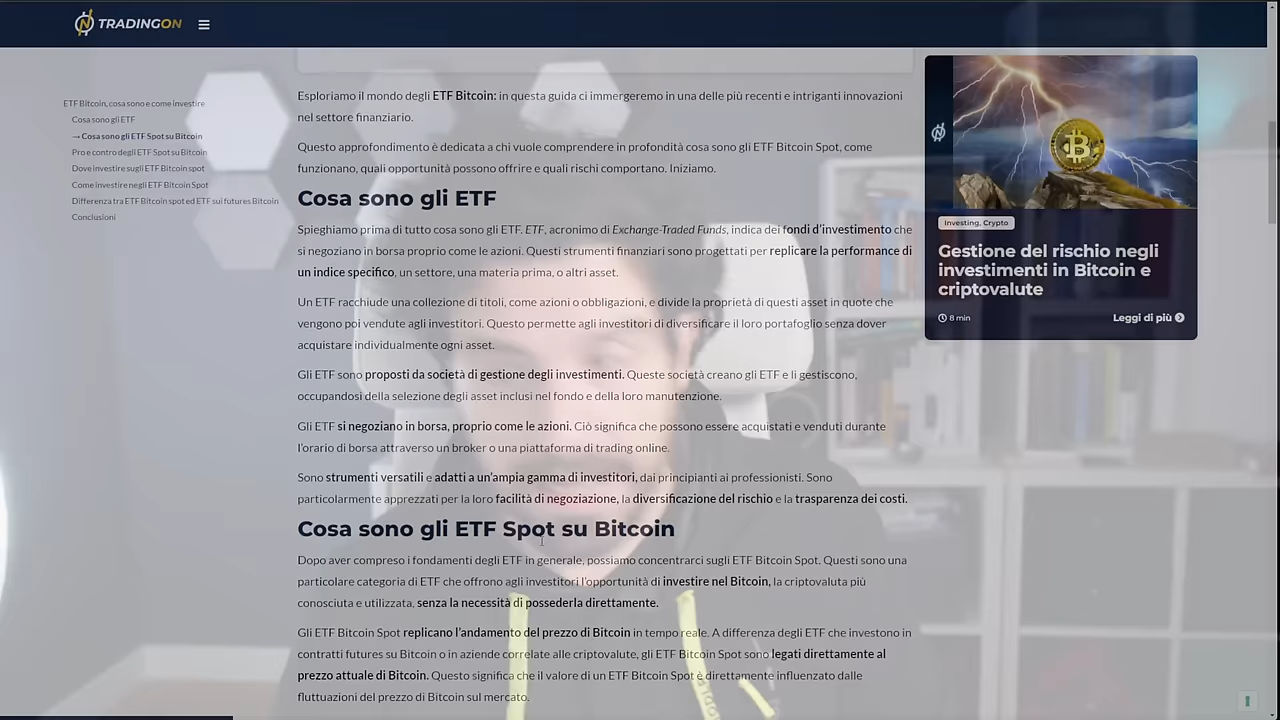 TRADINGON
ETF Bitcoin, cosa sono e come investire
Cosa sono gli ETF
→ Cosa sono gli ETF Spot su Bitcoin
Pro e contro degli ETF Spot su Bitcoin
Dove investire sugli ETF Bitcoin spot
Come investire negli ETF Bitcoin Spot
Differenza tra ETF Bitcoin spot ed ETF sui futures Bitcoin
Conclusioni
Esploriamo il mondo degli ETF Bitcoin: in questa guida ci immergeremo in una delle più recenti e intriganti innovazioni
nel settore finanziario.
Questo approfondimento è dedicata a chi vuole comprendere in profondità cosa sono gli ETF Bitcoin Spot, come
funzionano, quali opportunità possono offrire e quali rischi comportano. Iniziamo.
Cosa sono gli ETF
Spieghiamo prima di tutto cosa sono gli ETF. ETF, acronimo di Exchange-Traded Funds, indica dei fondi d'investimento che
si negoziano in borsa proprio come le azioni. Questi strumenti finanziari sono progettati per replicare la performance di
un indice specifico, un settore, una materia prima, o altri asset.
Un ETF racchiude una collezione di titoli, come azioni o obbligazioni, e divide la proprietà di questi asset in quote che
vengono poi vendute agli investitori. Questo permette agli investitori di diversificare il loro portafoglio senza dover
acquistare individualmente ogni asset.
Gli ETF sono proposti da società di gestione degli investimenti. Queste società creano gli ETF e li gestiscono,
occupandosi della selezione degli asset inclusi nel fondo e della loro manutenzione.
Gli ETF si negoziano in borsa, proprio come le azioni. Ciò significa che possono essere acquistati e venduti durante
l'orario di borsa attraverso un broker o una piattaforma di trading online.
Sono strumenti versatili e adatti a un'ampia gamma di investitori, dai principianti ai professionisti. Sono
particolarmente apprezzati per la loro facilità di negoziazione, la diversificazione del rischio e la trasparenza dei costi.
Cosa sono gli ETF Spot su Bitcoin
Dopo aver compreso i fondamenti degli ETF in generale, possiamo concentrarci sugli ETF Bitcoin Spot. Questi sono una
particolare categoria di ETF che offrono agli investitori l'opportunità di investire nel Bitcoin, la criptovaluta più
conosciuta e utilizzata, senza la necessità di possederla direttamente.
Gli ETF Bitcoin Spot replicano l'andamento del prezzo di Bitcoin in tempo reale. A differenza degli ETF che investono in
contratti futures su Bitcoin o in aziende correlate alle criptovalute, gli ETF Bitcoin Spot sono legati direttamente al
prezzo attuale di Bitcoin. Questo significa che il valore di un ETF Bitcoin Spot è direttamente influenzato dalle
fluttuazioni del prezzo di Bitcoin sul mercato.
Investing, Crypto
Gestione del rischio negli
investimenti in Bitcoin e
criptovalute
8 min
Leggi di più